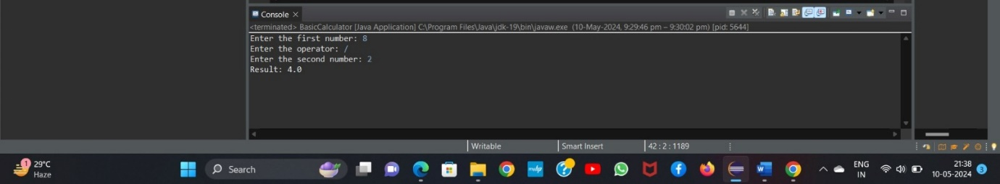 Console
<terminated> BasicCalculator [Java Application] C:\Program Files\Java\jdk-19\bin\javaw.exe (10-May-2024, 9:29:46 pm – 9:30:02 pm) [pid: 5644]
Enter the first number: 8
Enter the operator: /
Enter the second number: 2
Result: 4.0
Writable
Smart Insert
42 : 2 : 1189
1
29°C
Haze
Search
ENG
IN
21:38
10-05-2024
3